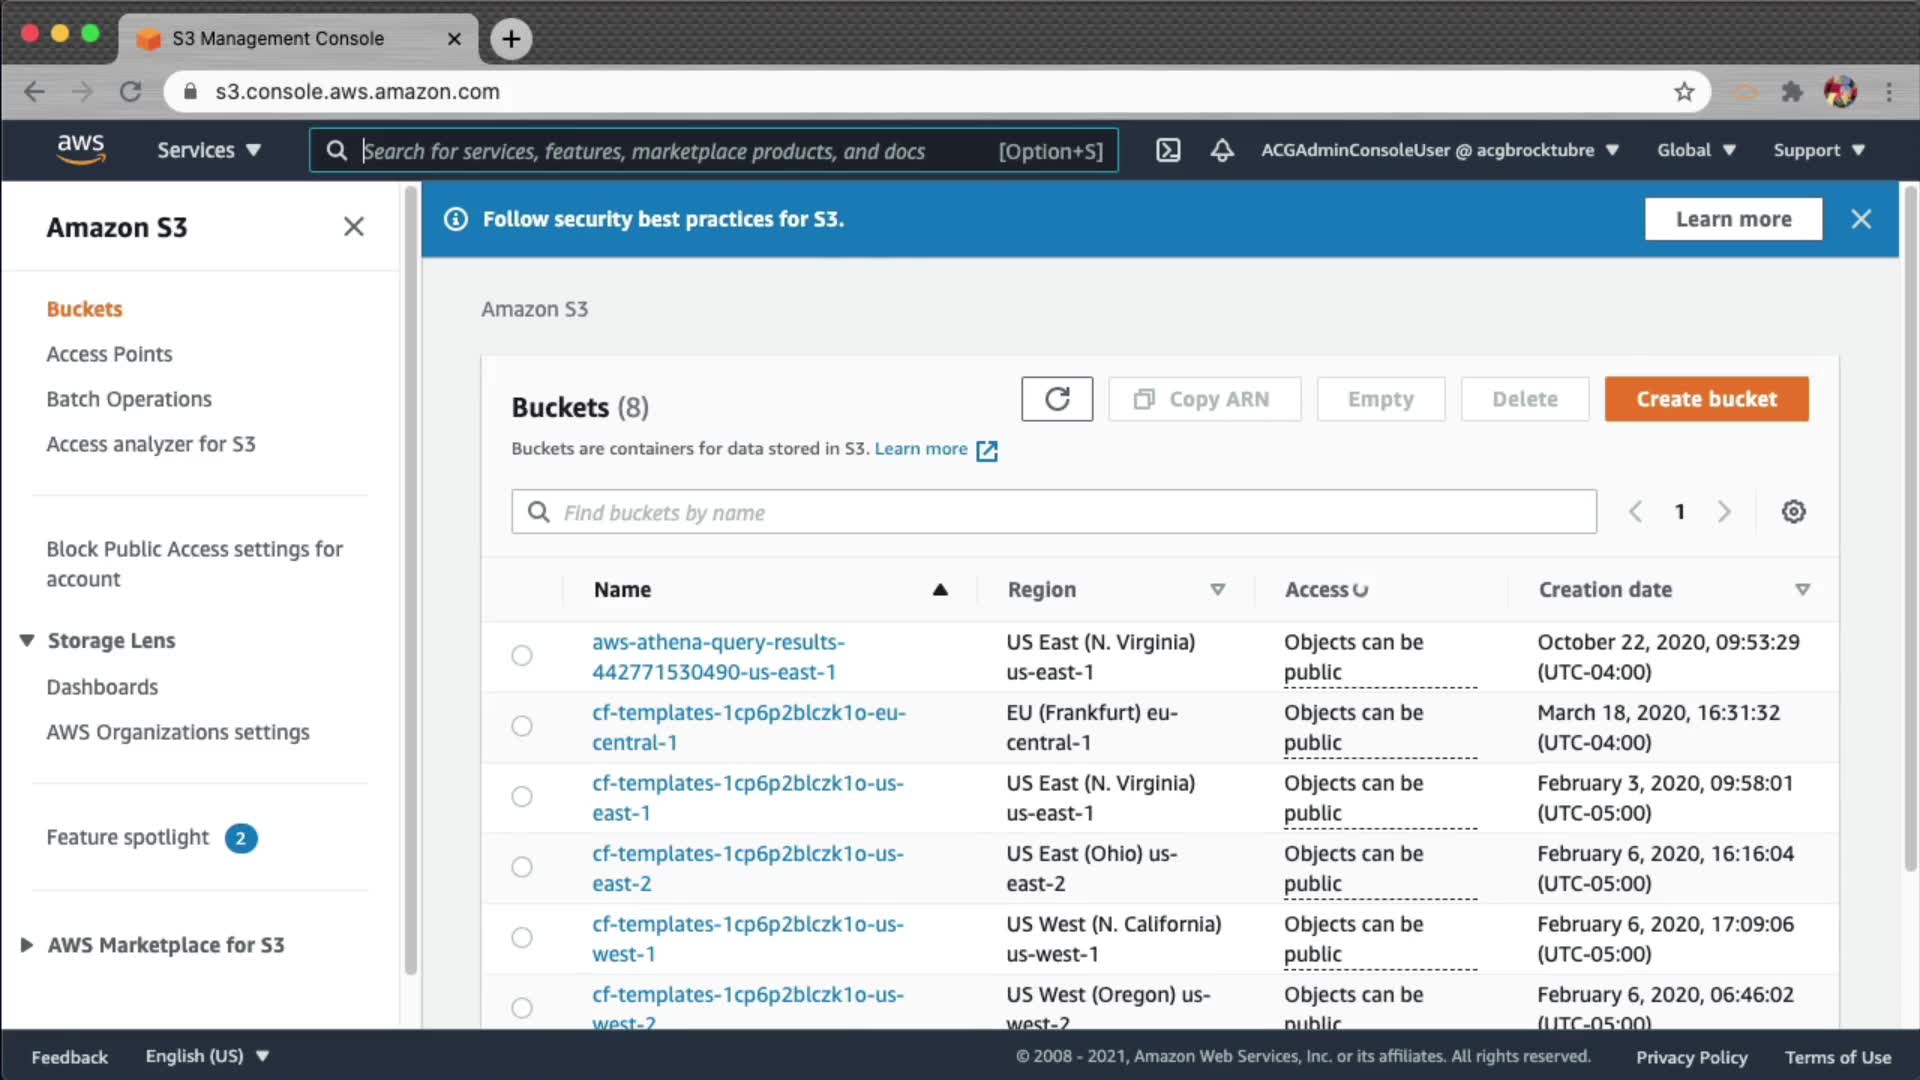 S3 Management Console
s3.console.aws.amazon.com
aws
Services
Search for services, features, marketplace products, and docs
[Option+S]
ACGAdminConsoleUser @ acgbrocktubre
Global
Support
Amazon S3
Buckets
Access Points
Batch Operations
Access analyzer for S3
Block Public Access settings for
account
Storage Lens
Dashboards
AWS Organizations settings
Feature spotlight 2
AWS Marketplace for S3
Follow security best practices for S3.
Learn more
Amazon S3
Buckets (8)
Copy ARN
Empty
Delete
Create bucket
Buckets are containers for data stored in S3. Learn more
Find buckets by name
1
Name
Region
Access
Creation date
aws-athena-query-results-
442771530490-us-east-1
US East (N. Virginia)
us-east-1
Objects can be
public
October 22, 2020, 09:53:29
(UTC-04:00)
cf-templates-1cp6p2blczk1o-eu-
central-1
EU (Frankfurt) eu-
central-1
Objects can be
public
March 18, 2020, 16:31:32
(UTC-04:00)
cf-templates-1cp6p2blczk1o-us-
east-1
US East (N. Virginia)
us-east-1
Objects can be
public
February 3, 2020, 09:58:01
(UTC-05:00)
cf-templates-1cp6p2blczk1o-us-
east-2
US East (Ohio) us-
east-2
Objects can be
public
February 6, 2020, 16:16:04
(UTC-05:00)
cf-templates-1cp6p2blczk1o-us-
west-1
US West (N. California)
us-west-1
Objects can be
public
February 6, 2020, 17:09:06
(UTC-05:00)
cf-templates-1cp6p2blczk1o-us-
west-2
US West (Oregon) us-
west-2
Objects can be
public
February 6, 2020, 06:46:02
(UTC-05:00)
Feedback
English (US)
© 2008 - 2021, Amazon Web Services, Inc. or its affiliates. All rights reserved.
Privacy Policy
Terms of Use